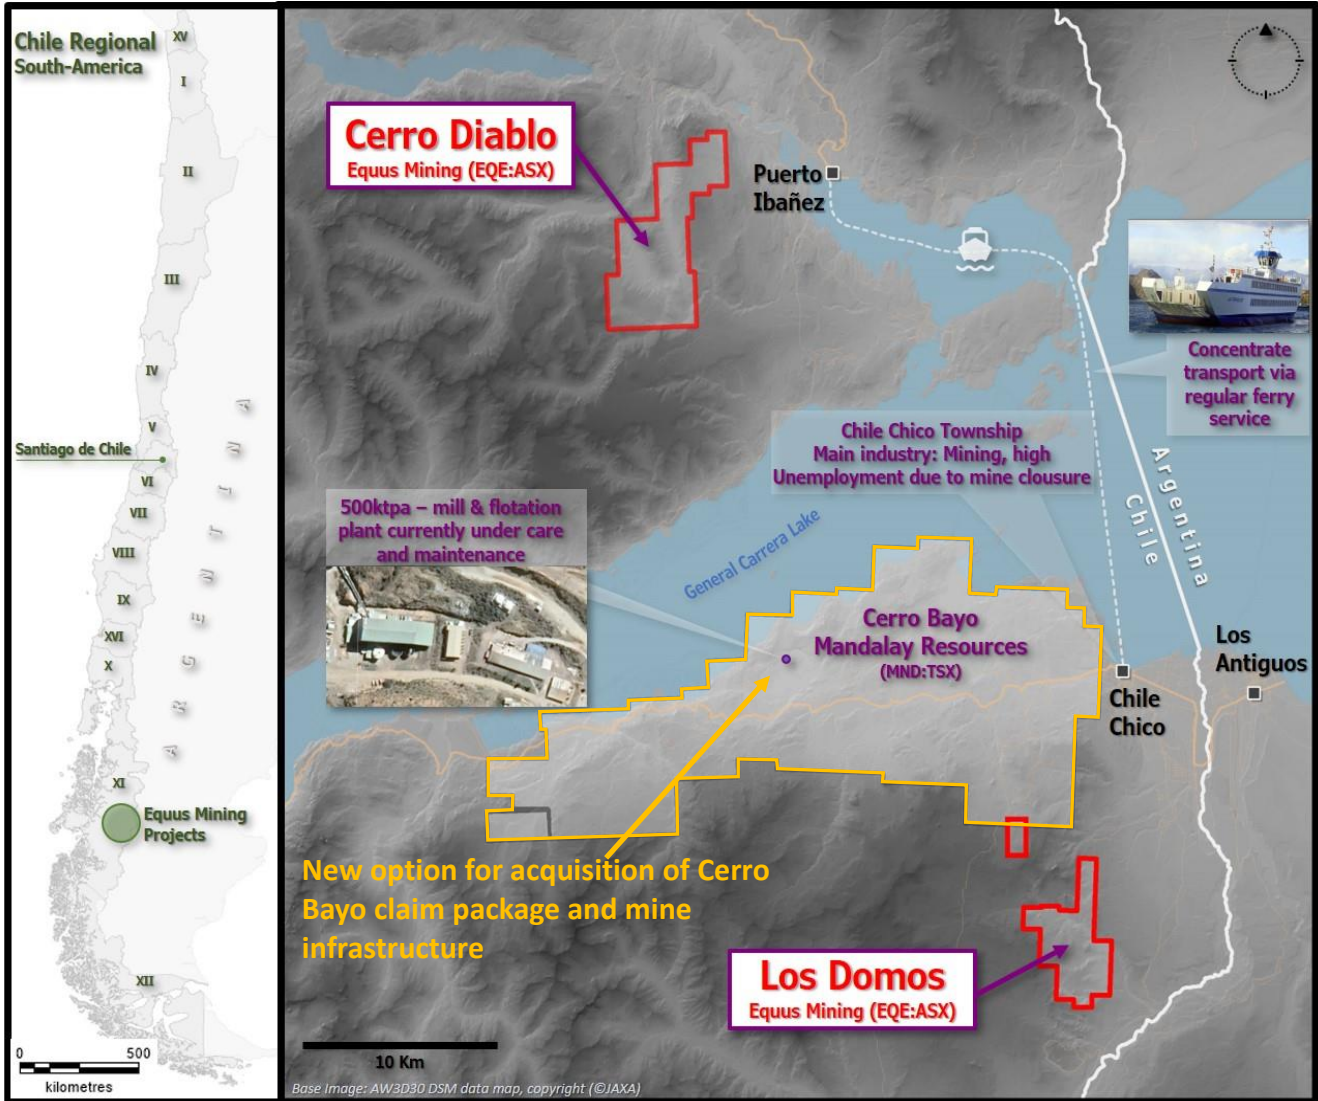 Chile Regional
South-America
XV
I
II
III
IV
V
Santiago de Chile
VI
VII
VIII
IX
XVI
X
XI
Equus Mining
Projects
XII
ARGENTINA
0 500
kilometres
Cerro Diablo
Equus Mining (EQE:ASX)
Puerto
Ibañez
Concentrate
transport via
regular ferry
service
Chile Chico Township
Main industry: Mining, high
Unemployment due to mine clousure
500ktpa – mill & flotation
plant currently under care
and maintenance
General Carrera Lake
Argentina
Chile
Cerro Bayo
Mandalay Resources
(MND:TSX)
Los
Antiguos
Chile
Chico
New option for acquisition of Cerro
Bayo claim package and mine
infrastructure
Los Domos
Equus Mining (EQE:ASX)
10 Km
Base Image: AW3D30 DSM data map, copyright (©JAXA)